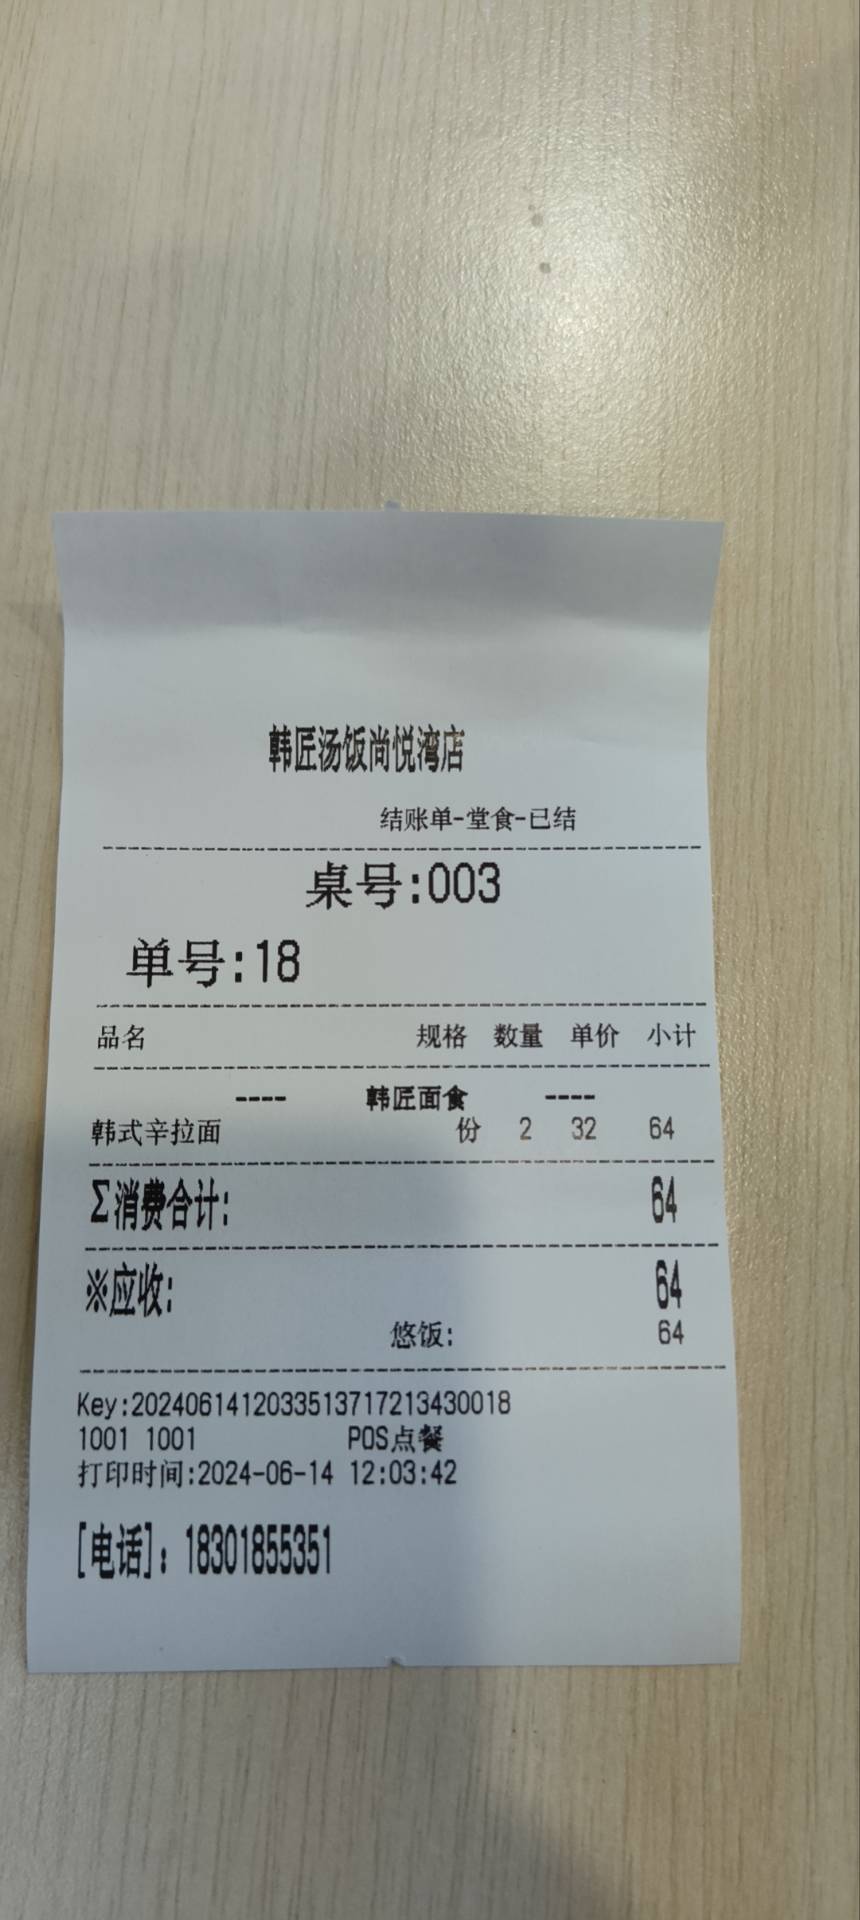 韩匠汤饭尚悦湾店
结账单-堂食-已结
桌号:003
单号:18
品名 规格 数量 单价 小计
---- 韩匠面食 ----
韩式辛拉面 份 2 32 64
Σ消费合计: 64
※应收: 64
悠饭: 64
Key:20240614120335137172134300​18
1001 1001 POS点餐
打印时间:2024-06-14 12:03:42
[电话]：18301855351